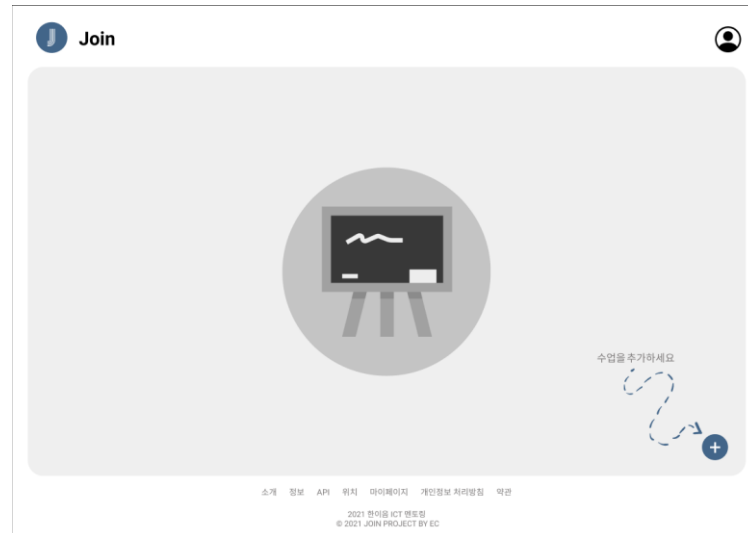 J Join
수업을 추가하세요
소개 정보 API 위치 마이페이지 개인정보 처리방침 약관
2021 한이음 ICT 멘토링
© 2021 JOIN PROJECT BY EC